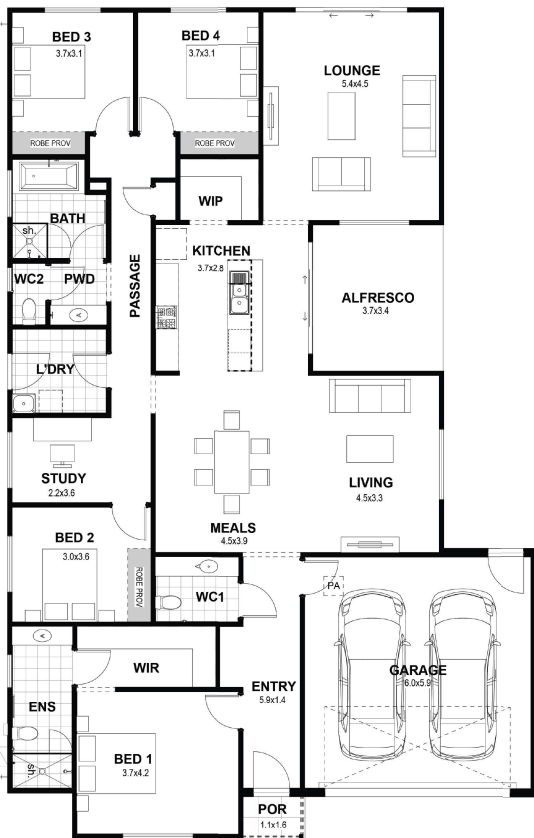 BED 3
3.7x3.1
BED 4
3.7x3.1
LOUNGE
5.4x4.5
ROBE PROV
ROBE PROV
WIP
BATH
sh.
KITCHEN
3.7x2.8
PASSAGE
WC2
PWD
ALFRESCO
3.7x3.4
L'DRY
STUDY
2.2x3.6
LIVING
4.5x3.3
MEALS
4.5x3.9
BED 2
3.0x3.6
ROBE PROV
WC1
PA
WIR
ENTRY
5.9x1.4
GARAGE
6.0x5.9
ENS
sh.
BED 1
3.7x4.2
POR
1.1x1.6